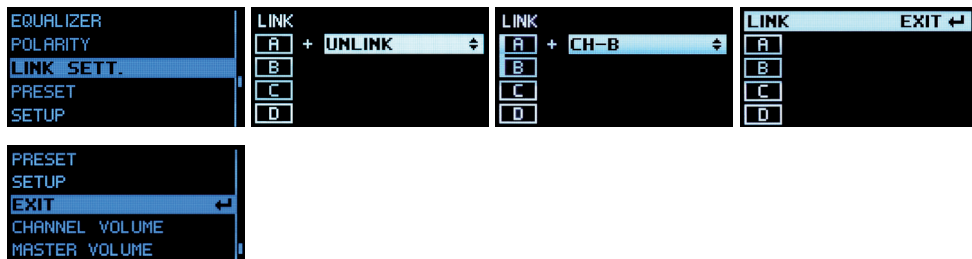 EQUALIZER
POLARITY
LINK SETT.
PRESET
SETUP
LINK
A + UNLINK
B
C
D
LINK
A + CH-B
B
C
D
LINK EXIT ↵
A
B
C
D
PRESET
SETUP
EXIT ↵
CHANNEL VOLUME
MASTER VOLUME